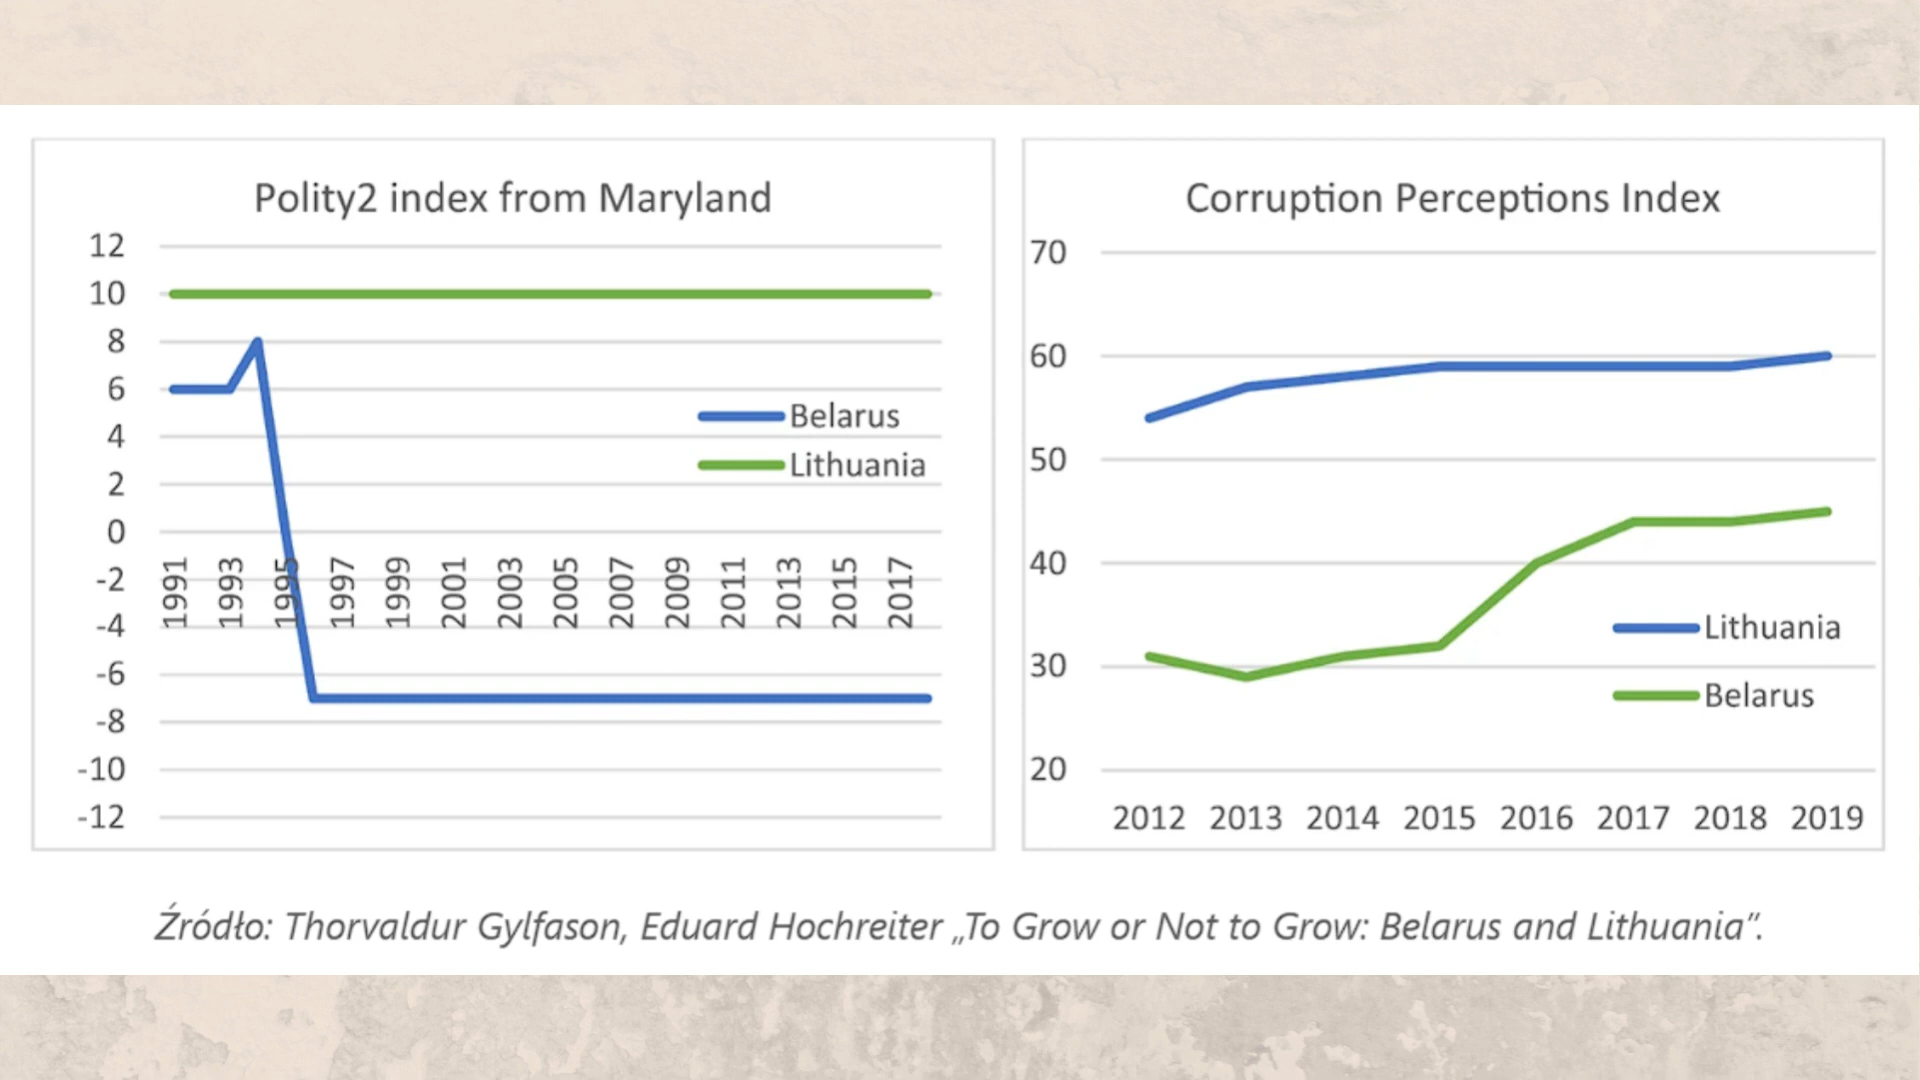 Polity2 index from Maryland
12
10
8
6
4
2
0
-2
-4
-6
-8
-10
-12
1991 1993 1995 1997 1999 2001 2003 2005 2007 2009 2011 2013 2015 2017
Belarus
Lithuania
Corruption Perceptions Index
70
60
50
40
30
20
2012 2013 2014 2015 2016 2017 2018 2019
Lithuania
Belarus
Źródło: Thorvaldur Gylfason, Eduard Hochreiter „To Grow or Not to Grow: Belarus and Lithuania”.